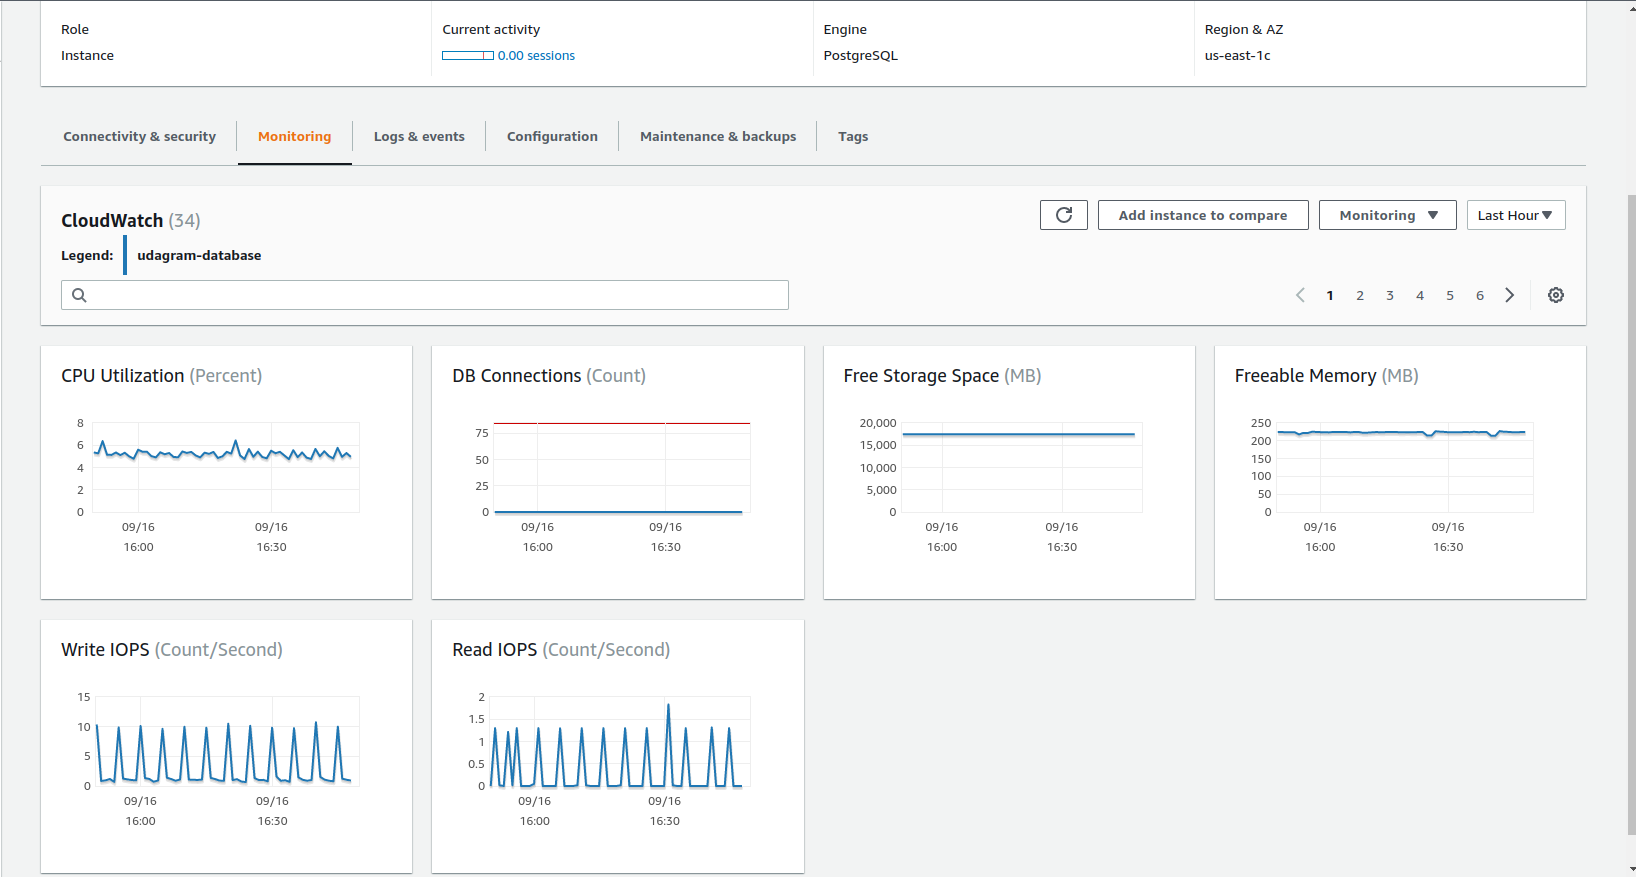 Role
Current activity
Engine
Region & AZ
Instance
0.00 sessions
PostgreSQL
us-east-1c
Connectivity & security
Monitoring
Logs & events
Configuration
Maintenance & backups
Tags
CloudWatch (34)
Add instance to compare
Monitoring
Last Hour
Legend:
udagram-database
1 2 3 4 5 6
CPU Utilization (Percent)
8
6
4
2
0
09/16 09/16
16:00 16:30
DB Connections (Count)
75
50
25
0
09/16 09/16
16:00 16:30
Free Storage Space (MB)
20,000
15,000
10,000
5,000
0
09/16 09/16
16:00 16:30
Freeable Memory (MB)
250
200
150
100
50
0
09/16 09/16
16:00 16:30
Write IOPS (Count/Second)
15
10
5
0
09/16 09/16
16:00 16:30
Read IOPS (Count/Second)
2
1.5
1
0.5
0
09/16 09/16
16:00 16:30